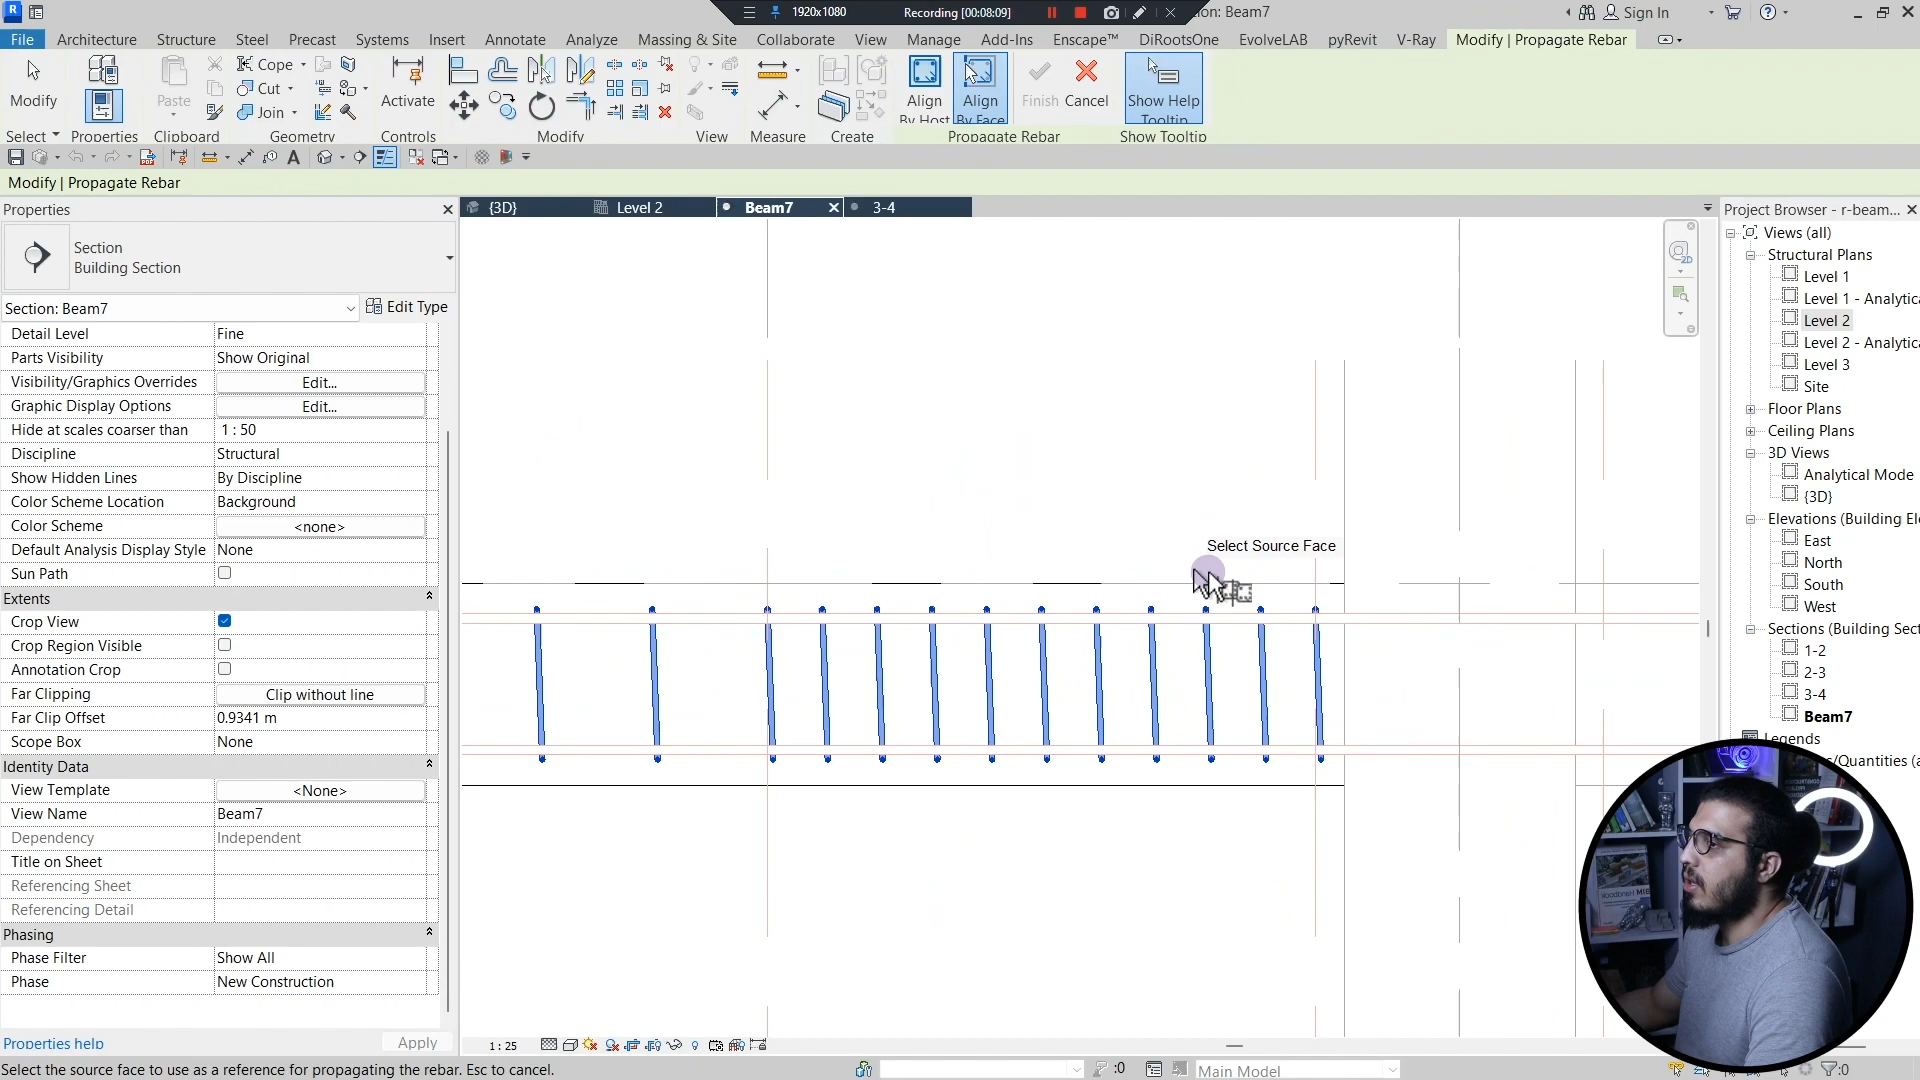 1920x1080
Recording [00:08:09]
on: Beam7
Sign In
File Architecture Structure Steel Precast Systems Insert Annotate Analyze Massing & Site Collaborate View Manage Add-Ins Enscape™ DiRootsOne EvolveLAB pyRevit V-Ray Modify | Propagate Rebar
Modify
Paste
Cope
Cut
Join
Activate
Align By Host
Align By Face
Finish
Cancel
Show Help Tooltip
Select Properties Clipboard Geometry Controls Modify View Measure Create Propagate Rebar Show Tooltip
Modify | Propagate Rebar
Properties
{3D} Level 2 Beam7 3-4
Section
Building Section
Section: Beam7
Edit Type
Detail Level Fine
Parts Visibility Show Original
Visibility/Graphics Overrides Edit...
Graphic Display Options Edit...
Hide at scales coarser than 1 : 50
Discipline Structural
Show Hidden Lines By Discipline
Color Scheme Location Background
Color Scheme <none>
Default Analysis Display Style None
Sun Path
Extents
Crop View
Crop Region Visible
Annotation Crop
Far Clipping Clip without line
Far Clip Offset 0.9341 m
Scope Box None
Identity Data
View Template <None>
View Name Beam7
Dependency Independent
Title on Sheet
Referencing Sheet
Referencing Detail
Phasing
Phase Filter Show All
Phase New Construction
Properties help
Apply
Select Source Face
Project Browser - r-beam...
Views (all)
Structural Plans
Level 1
Level 1 - Analytica
Level 2
Level 2 - Analytica
Level 3
Site
Floor Plans
Ceiling Plans
3D Views
Analytical Mode
{3D}
Elevations (Building El
East
North
South
West
Sections (Building Sect
1-2
2-3
3-4
Beam7
Legends
s/Quantities (a
1 : 25
Select the source face to use as a reference for propagating the rebar. Esc to cancel.
:0
Main Model
:0